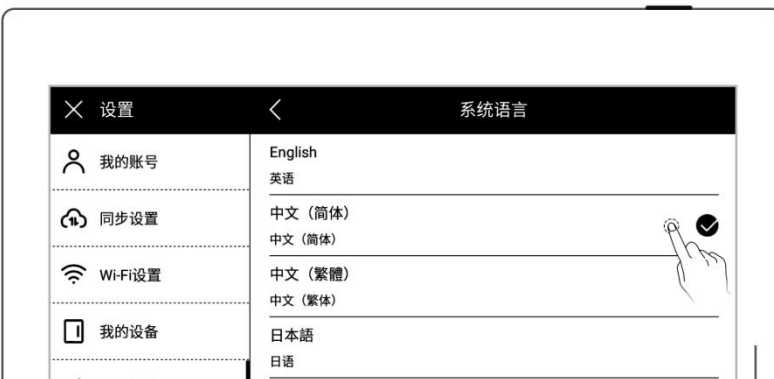 设置
系统语言
我的账号
同步设置
Wi-Fi设置
我的设备
English
英语
中文（简体）
中文（简体）
中文（繁體）
中文（繁体）
日本語
日语